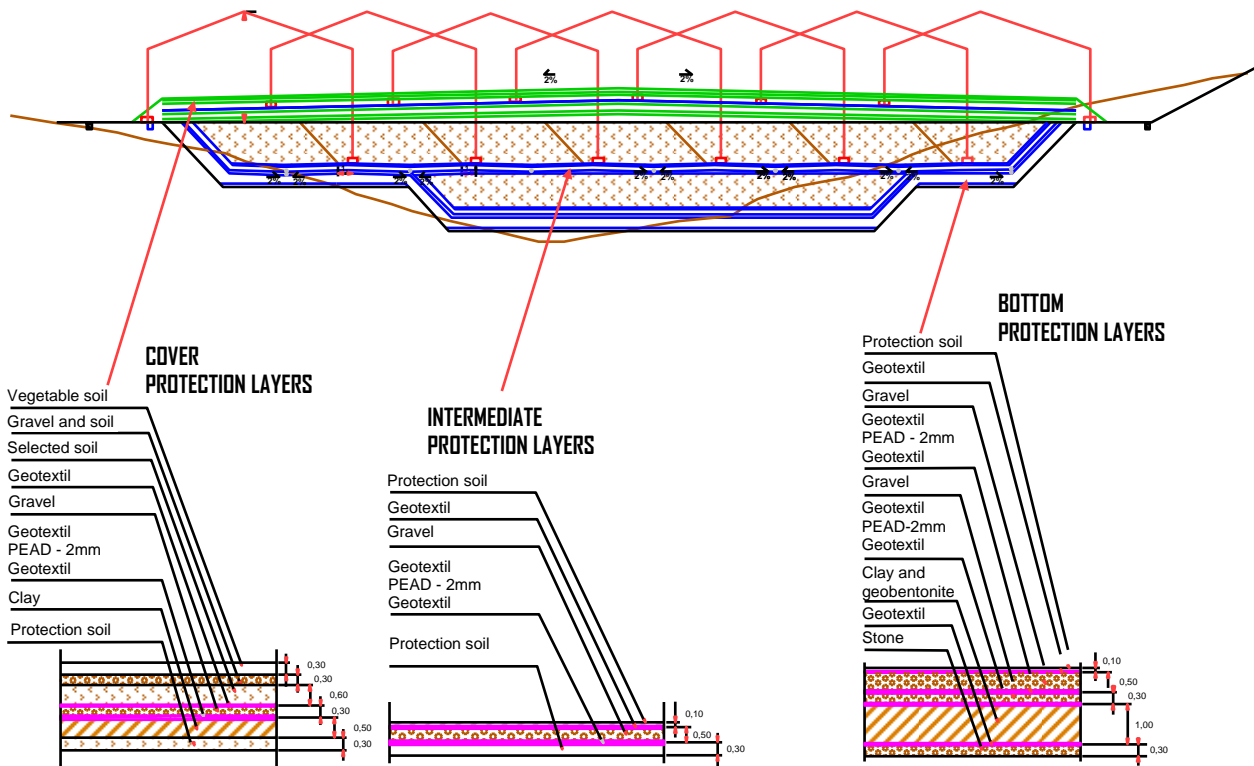 2%
2%
2%
2%
2%
2%
2%
2%
2%
2%
2%
2%
2%
COVER
PROTECTION LAYERS
Vegetable soil
Gravel and soil
Selected soil
Geotextil
Gravel
Geotextil
PEAD - 2mm
Geotextil
Clay
Protection soil
0,30
0,30
0,60
0,30
0,50
0,30
INTERMEDIATE
PROTECTION LAYERS
Protection soil
Geotextil
Gravel
Geotextil
PEAD - 2mm
Geotextil
Protection soil
0,10
0,50
0,30
BOTTOM
PROTECTION LAYERS
Protection soil
Geotextil
Gravel
Geotextil
PEAD - 2mm
Geotextil
Gravel
Geotextil
PEAD-2mm
Geotextil
Clay and
geobentonite
Geotextil
Stone
0,10
0,50
0,30
1,00
0,30